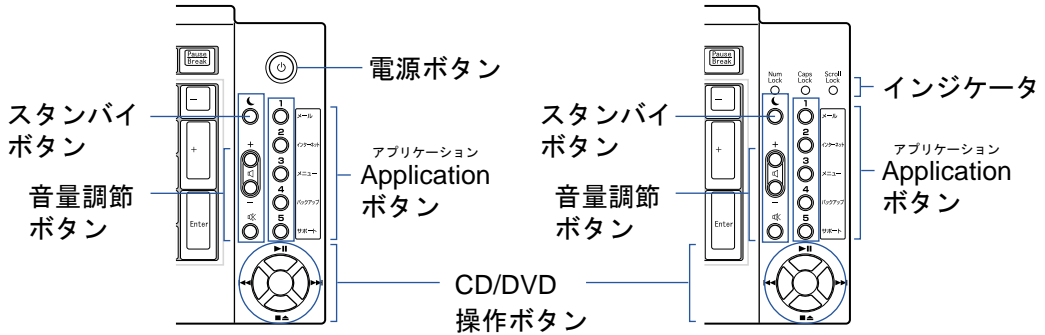 Pause
Break
電源ボタン
スタンバイ
ボタン
−
1
メール
2
インターネット
+
+
3
メニュー
アプリケーション
Application
ボタン
音量調節
ボタン
4
バックアップ
−
Enter
5
サポート
CD/DVD
操作ボタン
Pause
Break
Num
Lock
Caps
Lock
Scroll
Lock
インジケータ
スタンバイ
ボタン
−
1
メール
2
インターネット
+
+
3
メニュー
アプリケーション
Application
ボタン
音量調節
ボタン
4
バックアップ
−
Enter
5
サポート